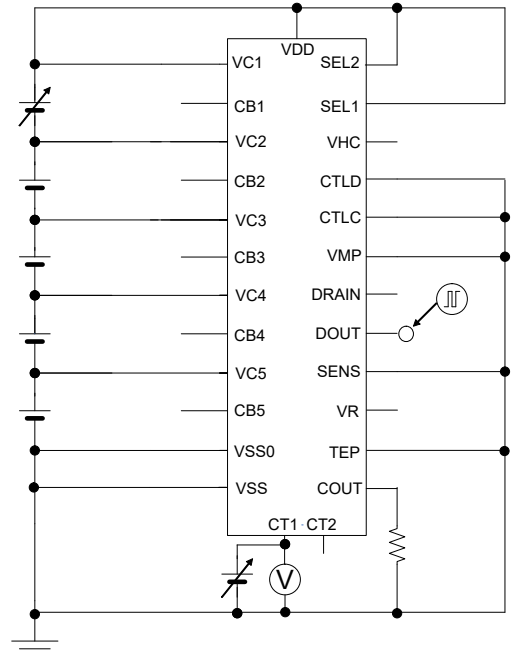 VDD
VC1
CB1
VC2
CB2
VC3
CB3
VC4
CB4
VC5
CB5
VSS0
VSS
SEL2
SEL1
VHC
CTLD
CTLC
VMP
DRAIN
DOUT
SENS
VR
TEP
COUT
CT1 CT2
V